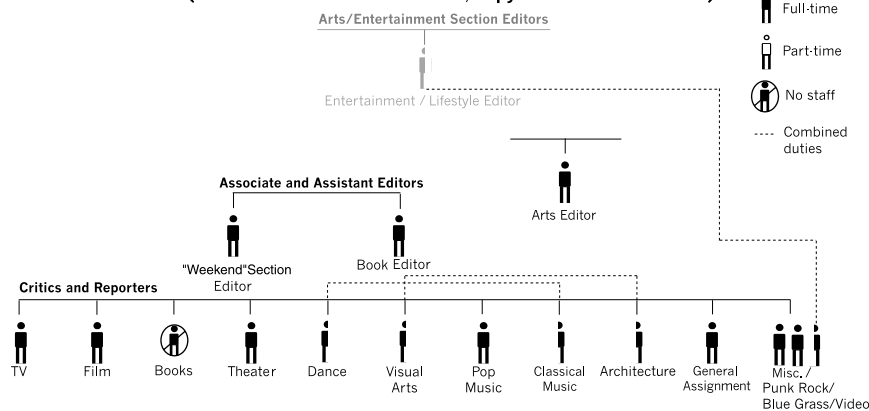 Arts/Entertainment Section Editors
Full-time
Part-time
Entertainment / Lifestyle Editor
No staff
Combined
duties
Associate and Assistant Editors
Arts Editor
"Weekend"Section
Editor
Book Editor
Critics and Reporters
TV
Film
Books
Theater
Dance
Visual
Arts
Pop
Music
Classical
Music
Architecture
General
Assignment
Misc. /
Punk Rock/
Blue Grass/Video